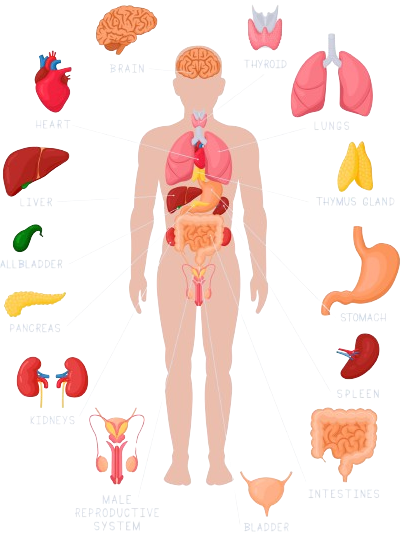 BRAIN
THYROID
HEART
LUNGS
LIVER
THYMUS GLAND
ALLBLADDER
PANCREAS
STOMACH
KIDNEYS
SPLEEN
INTESTINES
MALE
REPRODUCTIVE
SYSTEM
BLADDER